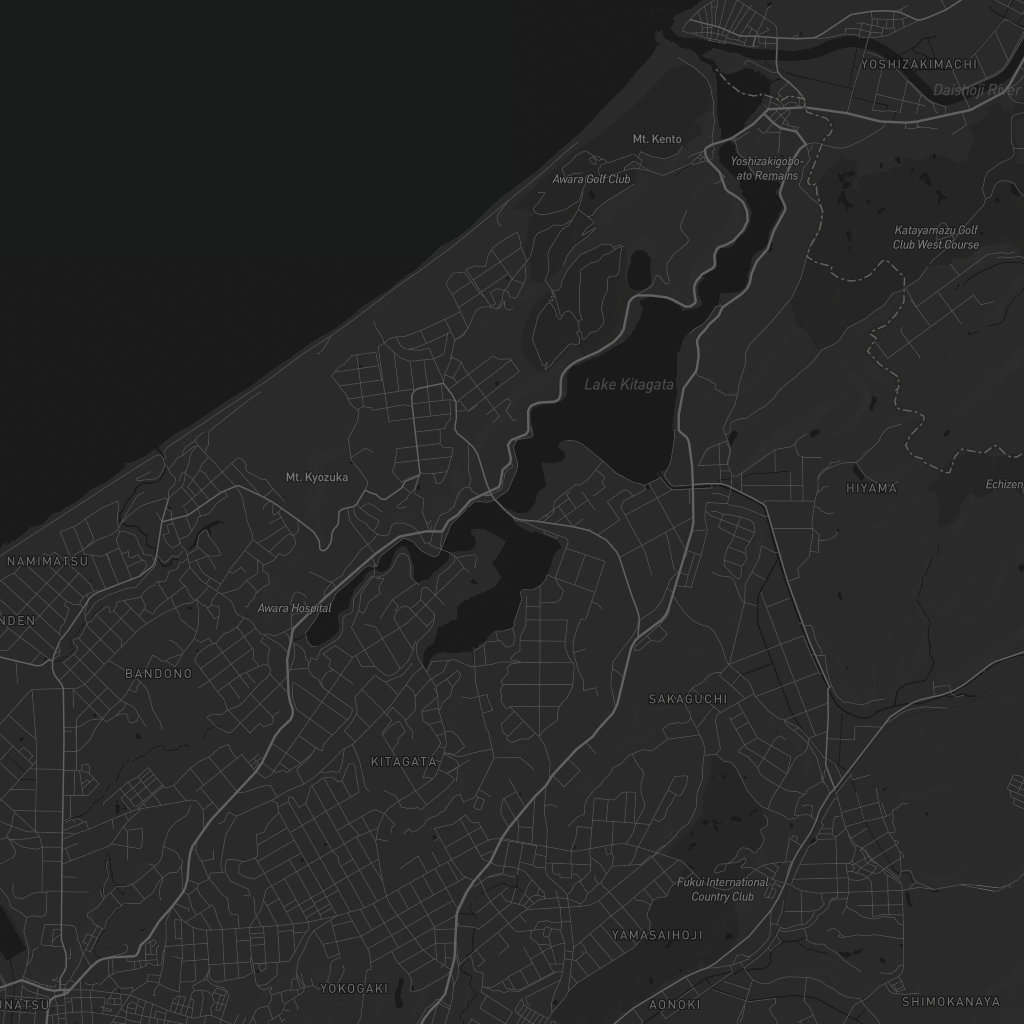 YOSHIZAKIMACHI
Daishoji River
Mt. Kento
Yoshizakigobo-
ato Remains
Awara Golf Club
Katayamazu Golf
Club West Course
Lake Kitagata
Mt. Kyozuka
HIYAMA
Echizen
NAMIMATSU
Awara Hospital
NDEN
BANDONO
SAKAGUCHI
KITAGATA
Fukui International
Country Club
YAMASAIHOJI
YOKOGAKI
UNATSU
AONOKI
SHIMOKANAYA